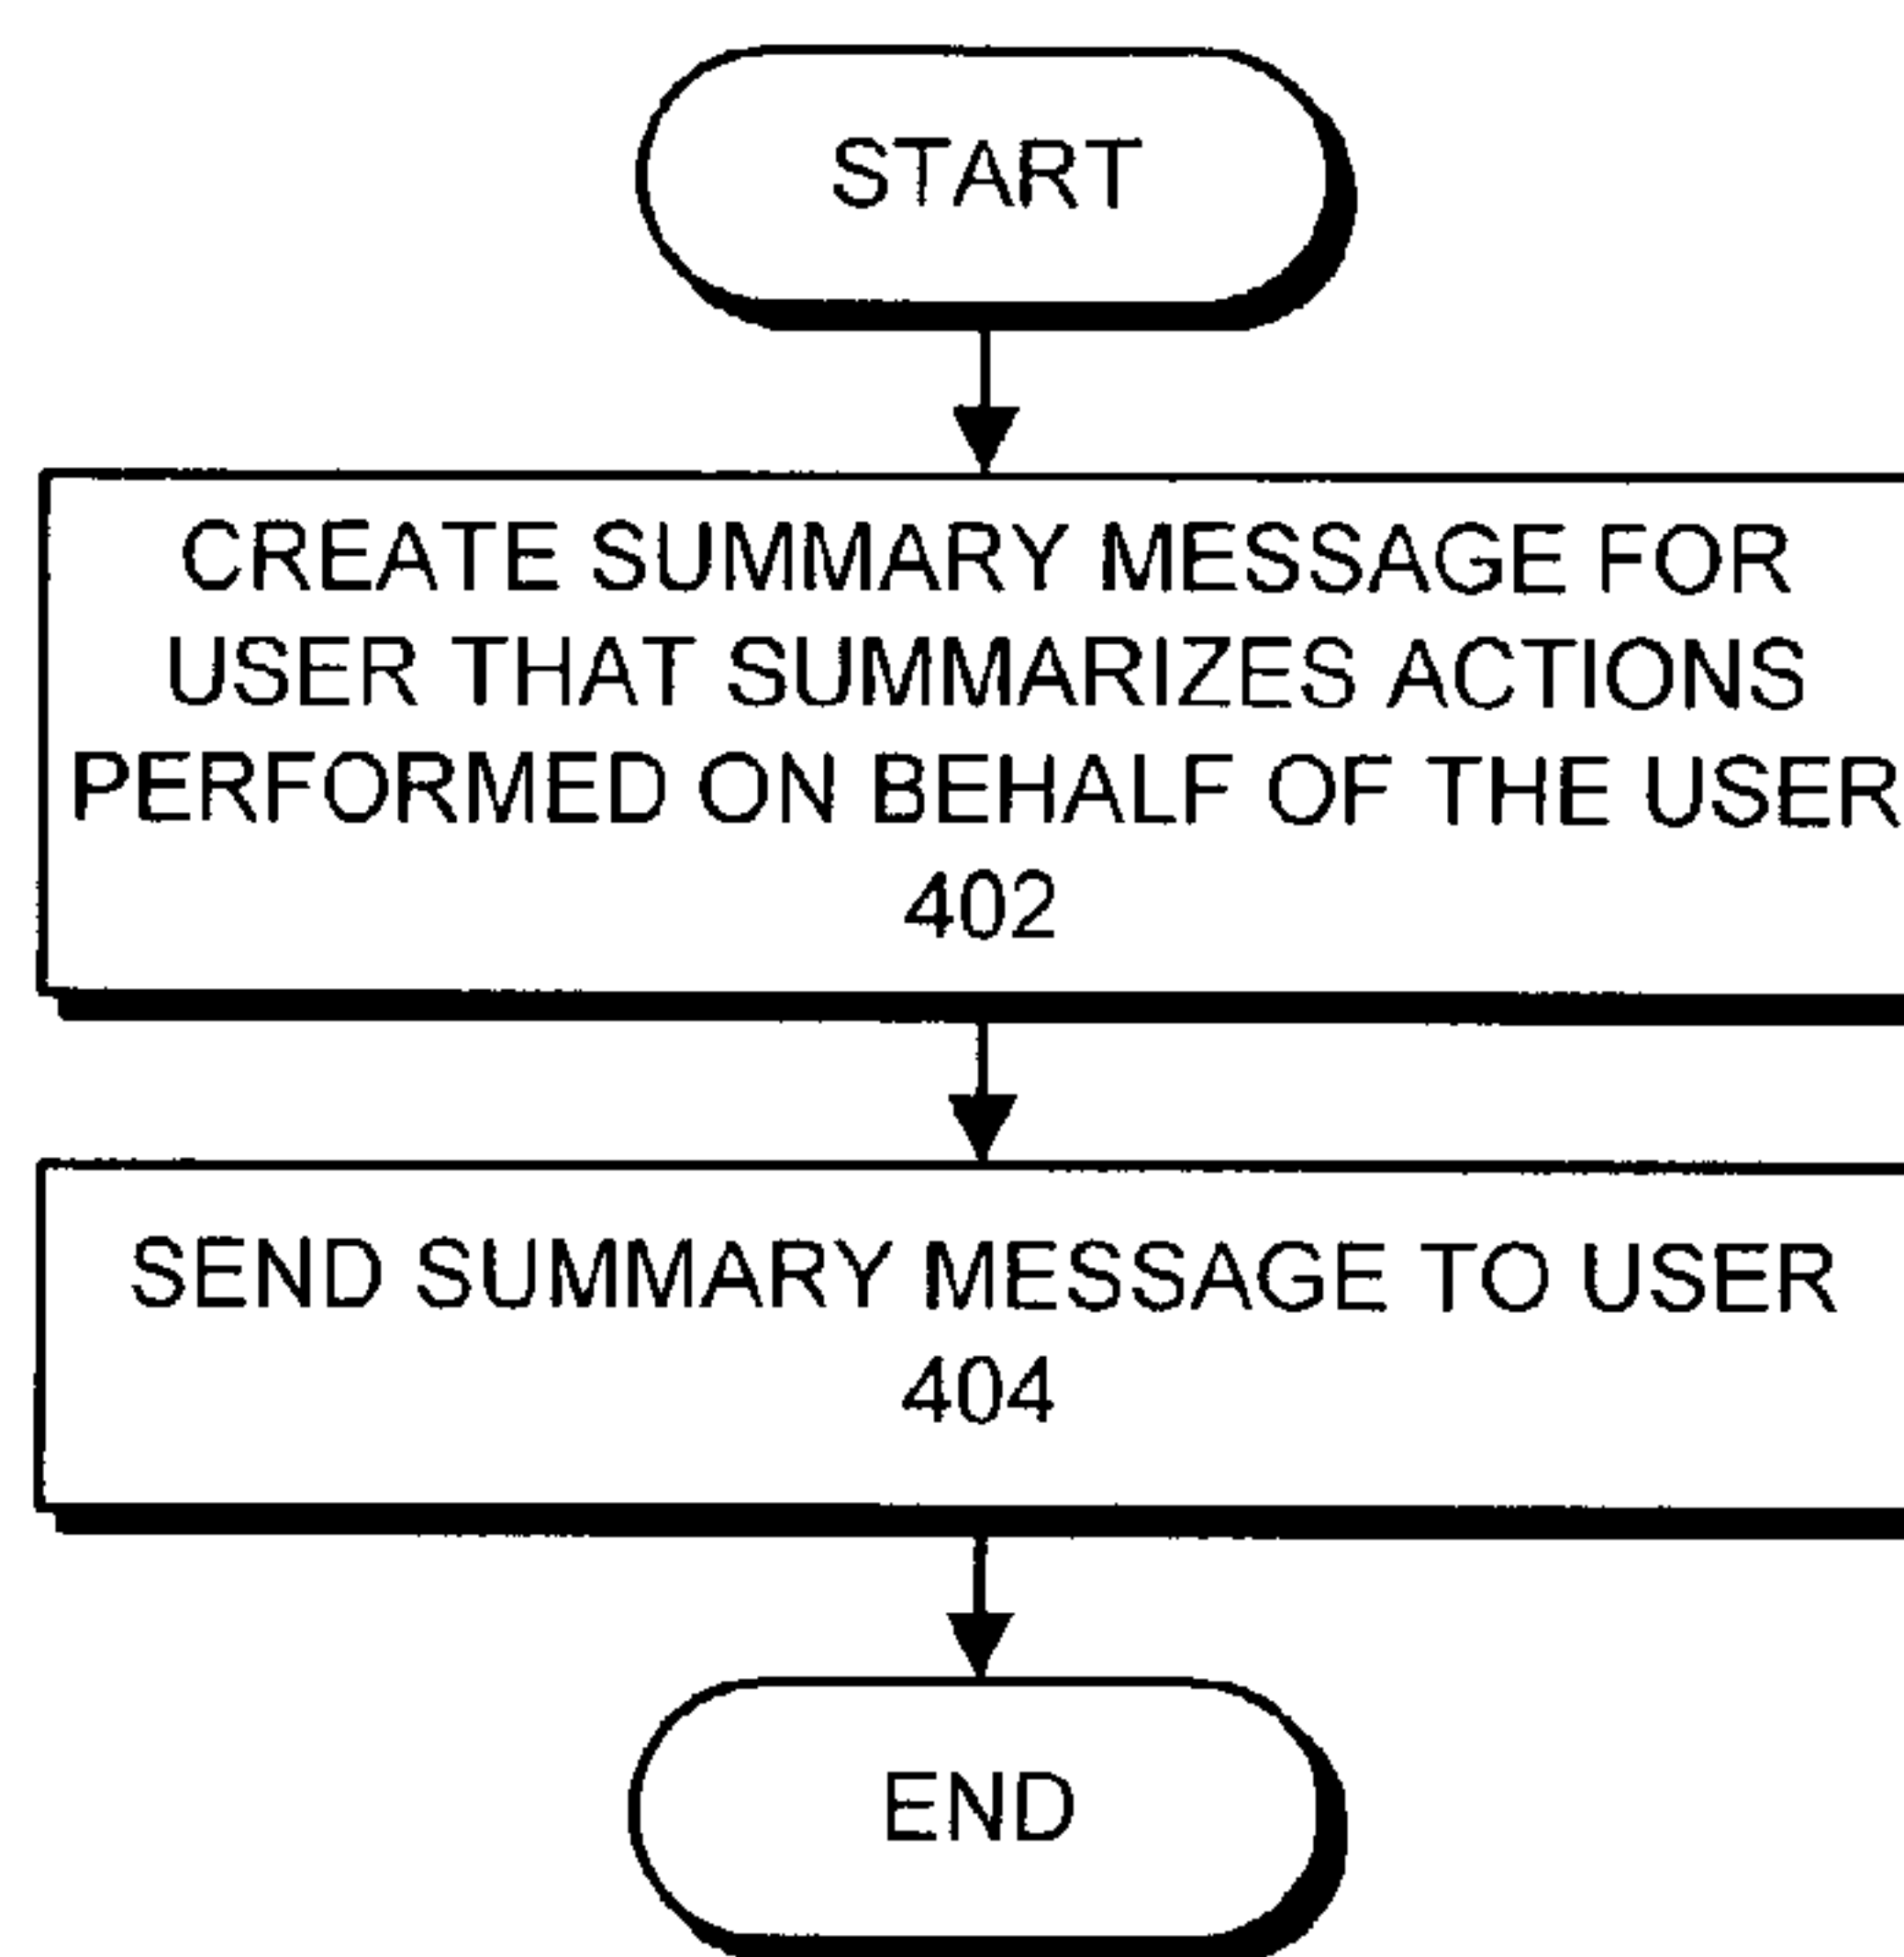 START
CREATE SUMMARY MESSAGE FOR
USER THAT SUMMARIZES ACTIONS
PERFORMED ON BEHALF OF THE USER
402
SEND SUMMARY MESSAGE TO USER
404
END